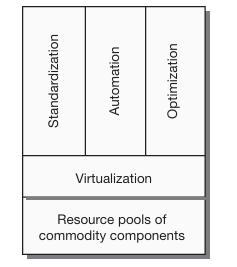 Standardization
Automation
Optimization
Virtualization
Resource pools of
commodity components